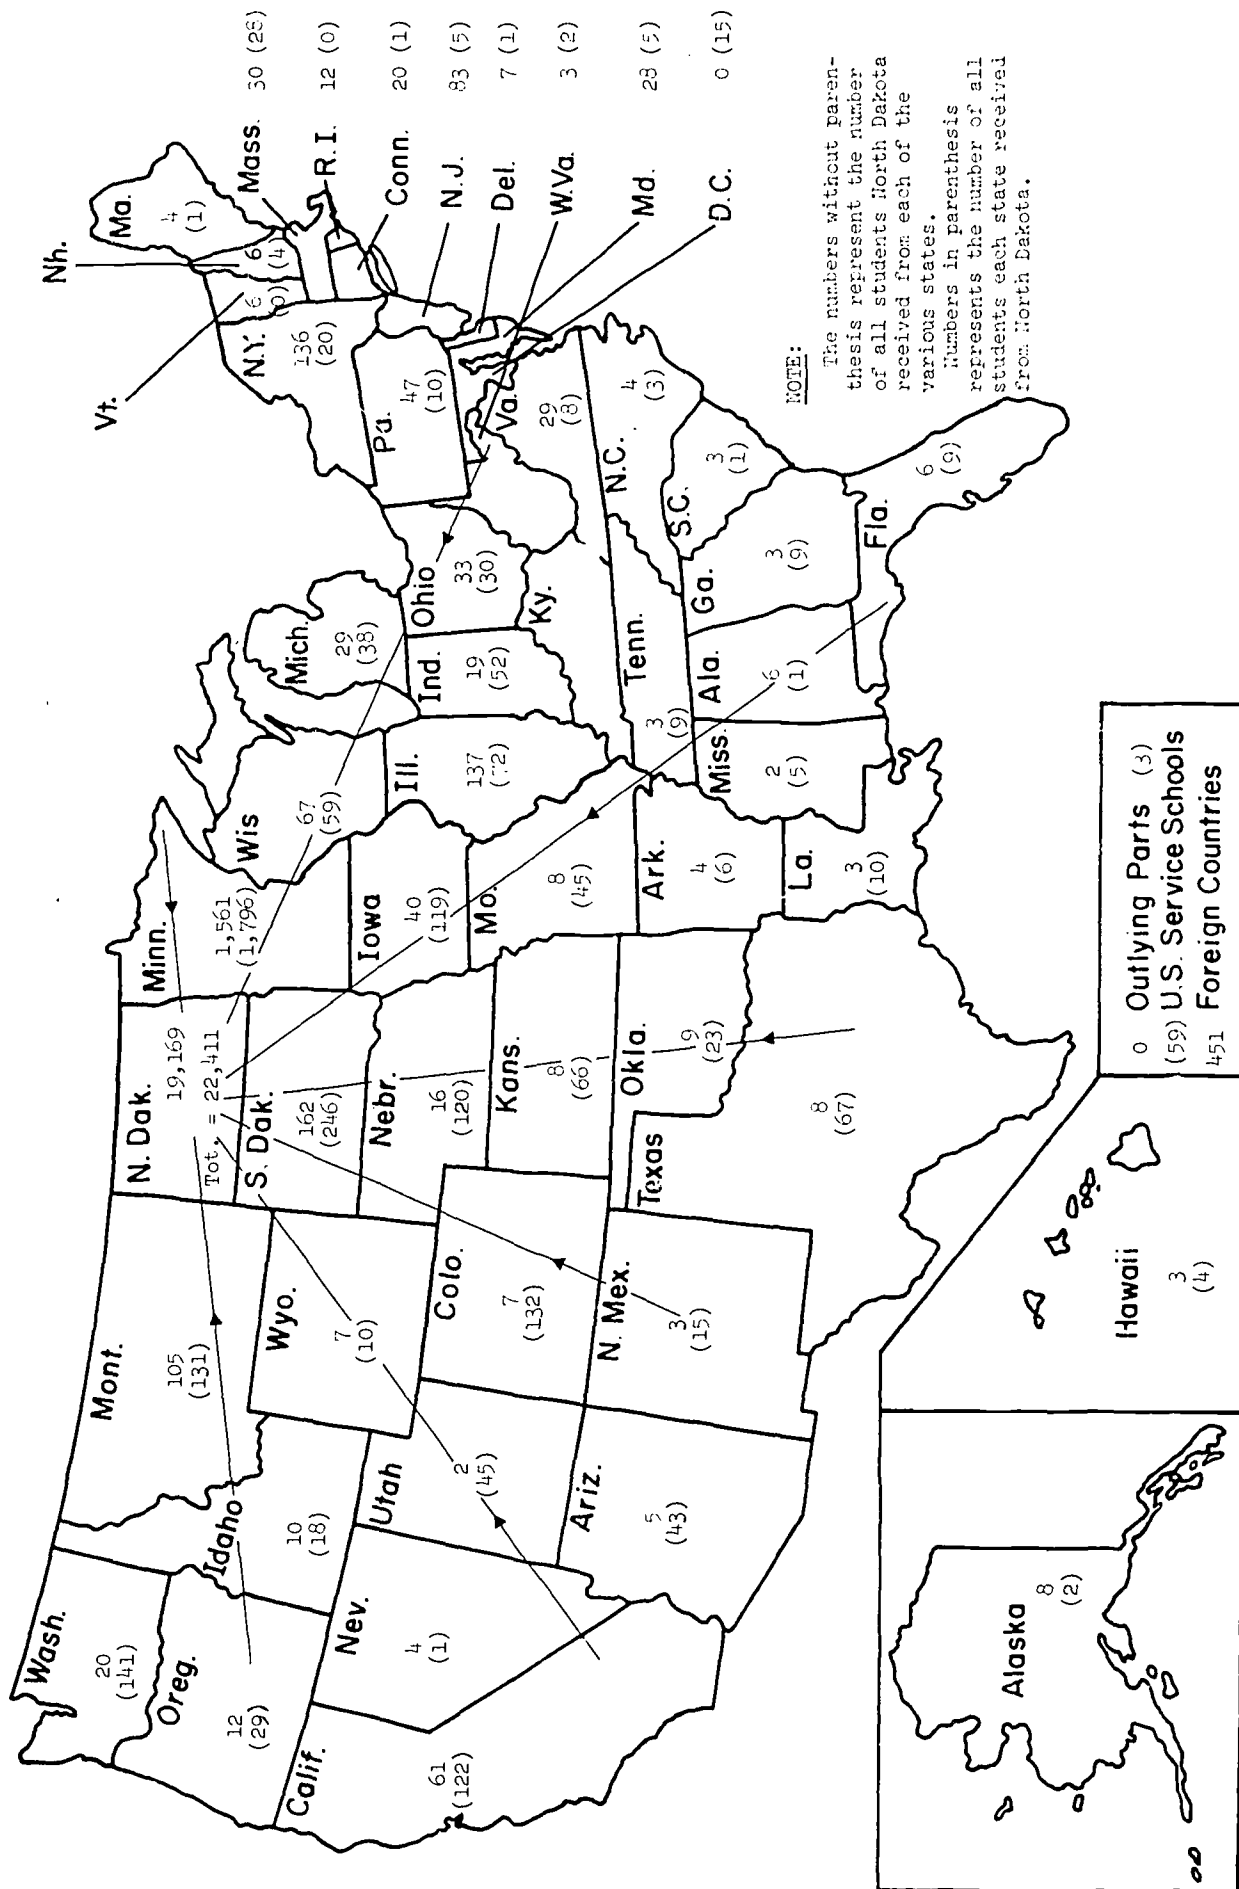 Wash.
20
(141)
Oreg.
12
(29)
Calif.
61
(122)
Idaho
10
(18)
Nev.
4
(1)
Mont.
105
(131)
Wyo.
7
(10)
Utah
2
(45)
Ariz.
5
(43)
Colo.
7
(132)
N. Mex.
3
(15)
N. Dak.
19,169
Tot. = 22,411
S. Dak.
162
(246)
Nebr.
16
(120)
Kans.
8
(66)
Okla.
9
(23)
Texas
8
(67)
Minn.
1,561
(1,796)
Iowa
40
(119)
Mo.
8
(45)
Ark.
4
(6)
La.
3
(10)
Wis
67
(59)
Ill.
137
(72)
Mich.
29
(38)
Ind.
19
(52)
Ohio
33
(30)
Ky.
Tenn.
3
(9)
Miss.
2
(5)
Ala.
6
(1)
Ga.
3
(9)
Fla.
6
(9)
S.C.
3
(1)
N.C.
4
(3)
Va.
29
(8)
Pa.
47
(10)
N.Y.
136
(20)
Vt.
6
Nh.
6
(4)
Ma.
4
(1)
Mass. 30 (28)
R.I. 12 (0)
Conn. 20 (1)
N.J. 83 (5)
Del. 7 (1)
W.Va. 3 (2)
Md. 28 (5)
D.C. 0 (15)
NOTE:
The numbers without paren-
thesis represent the number
of all students North Dakota
received from each of the
various states.
Numbers in parenthesis
represents the number of all
students each state received
from North Dakota.
Alaska
8
(2)
Hawaii
3
(4)
0 Outlying Parts (3)
(59) U.S. Service Schools
451 Foreign Countries